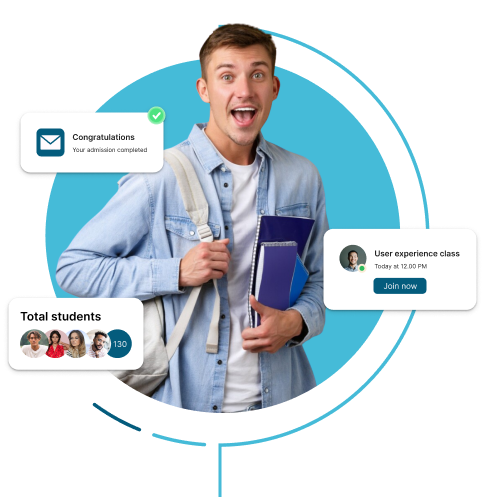 Congratulations
Your admission completed
User experience class
Today at 12.00 PM
Join now
Total students
130